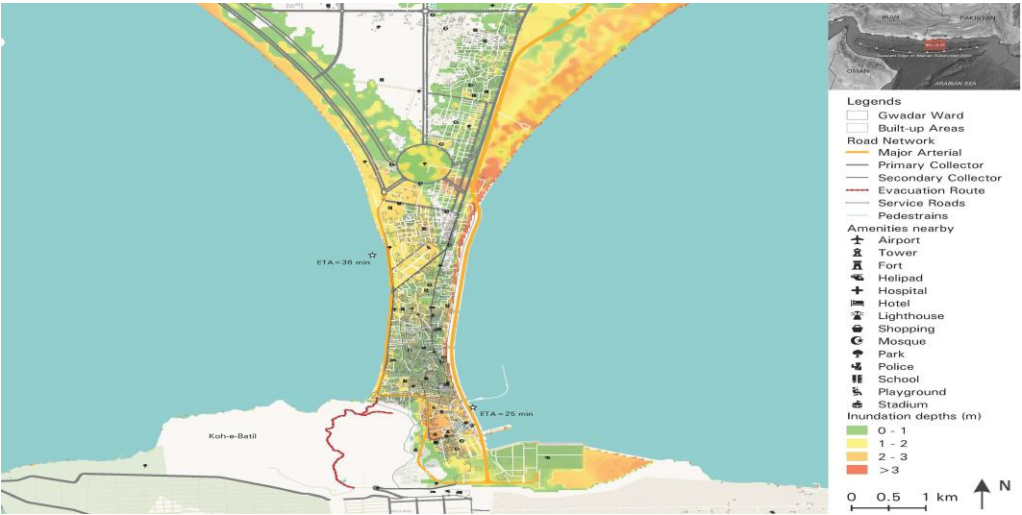 IRAN
PAKISTAN
OMAN
ARABIAN SEA
Legends
Gwadar Ward
Built-up Areas
Road Network
Major Arterial
Primary Collector
Secondary Collector
Evacuation Route
Service Roads
Pedestrains
Amenities nearby
Airport
Tower
Fort
Helipad
Hospital
Hotel
Lighthouse
Shopping
Mosque
Park
Police
School
Playground
Stadium
Inundation depths (m)
0 - 1
1 - 2
2 - 3
>3
0 0.5 1 km
N
ETA = 36 min
ETA = 25 min
Koh-e-Batil